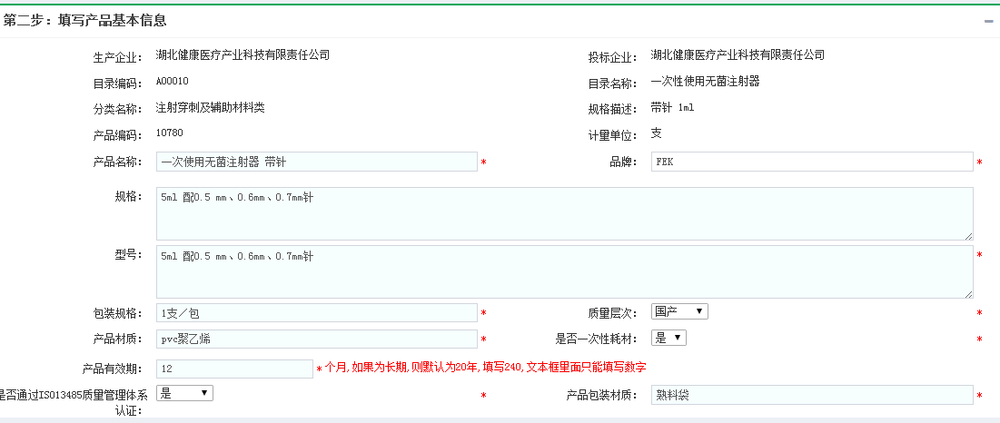 第二步：填写产品基本信息
生产企业： 湖北健康医疗产业科技有限责任公司 投标企业： 湖北健康医疗产业科技有限责任公司
目录编码： A00010 目录名称： 一次性使用无菌注射器
分类名称： 注射穿刺及辅助材料类 规格描述： 带针 1ml
产品编码： 10780 计量单位： 支
产品名称： 一次使用无菌注射器 带针 * 品牌： FEK *
规格： 5ml 配0.5 mm、0.6mm、0.7mm针
型号： 5ml 配0.5 mm、0.6mm、0.7mm针 *
包装规格： 1支／包 * 质量层次： 国产 *
产品材质： pvc聚乙烯 * 是否一次性耗材： 是 *
产品有效期： 12 * 个月,如果为长期,则默认为20年,填写240,文本框里面只能填写数字
是否通过ISO13485质量管理体系 是 * 产品包装材质： 熟料袋 *
认证：